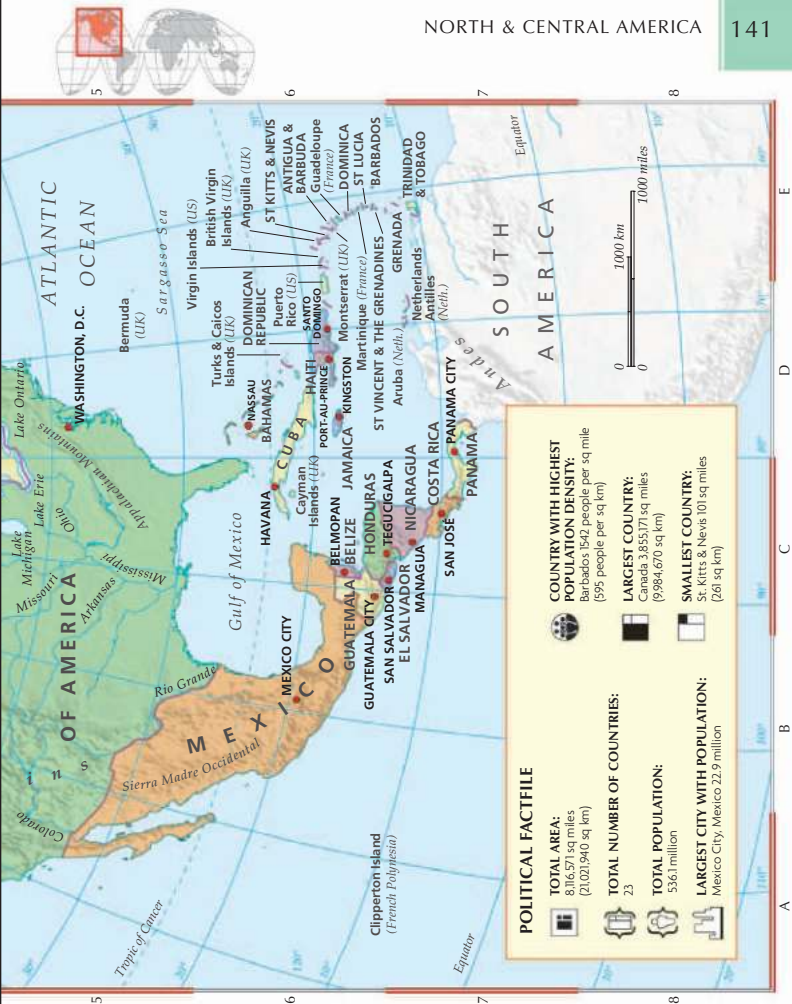 NORTH & CENTRAL AMERICA
141
5
6
7
8
ATLANTIC
OCEAN
Sargasso Sea
Bermuda
(UK)
WASHINGTON, D.C.
Lake Ontario
Lake Erie
Lake
Michigan
Appalachian Mountains
Ohio
Mississippi
Missouri
Arkansas
OF AMERICA
i n s
Colorado
Rio Grande
Gulf of Mexico
MEXICO
MEXICO CITY
Sierra Madre Occidental
Tropic of Cancer
Turks & Caicos
Islands (UK)
NASSAU
BAHAMAS
HAVANA
CUBA
Cayman
Islands (UK)
Virgin Islands (US)
British Virgin
Islands (UK)
Anguilla (UK)
ST KITTS & NEVIS
ANTIGUA &
BARBUDA
Guadeloupe
(France)
DOMINICA
ST LUCIA
BARBADOS
DOMINICAN
REPUBLIC
Puerto
Rico (US)
SANTO
DOMINGO
HAITI
PORT-AU-PRINCE
KINGSTON
JAMAICA
Montserrat (UK)
Martinique (France)
ST VINCENT & THE GRENADINES
GRENADA
TRINIDAD
& TOBAGO
Aruba (Neth.)
Netherlands
Antilles
(Neth.)
BELMOPAN
BELIZE
GUATEMALA
GUATEMALA CITY
HONDURAS
TEGUCIGALPA
SAN SALVADOR
EL SALVADOR
NICARAGUA
MANAGUA
COSTA RICA
SAN JOSÉ
PANAMA CITY
PANAMA
Clipperton Island
(French Polynesia)
Equator
SOUTH
AMERICA
Andes
Equator
0 1000 km
0 1000 miles
POLITICAL FACTFILE
TOTAL AREA:
8,116,571 sq miles
(21,021,940 sq km)
TOTAL NUMBER OF COUNTRIES:
23
TOTAL POPULATION:
536.1 million
LARGEST CITY WITH POPULATION:
Mexico City, Mexico 22.9 million
COUNTRY WITH HIGHEST
POPULATION DENSITY:
Barbados 1542 people per sq mile
(595 people per sq km)
LARGEST COUNTRY:
Canada 3,855,171 sq miles
(9,984,670 sq km)
SMALLEST COUNTRY:
St. Kitts & Nevis 101 sq miles
(261 sq km)
A
B
C
D
E
5
6
7
8